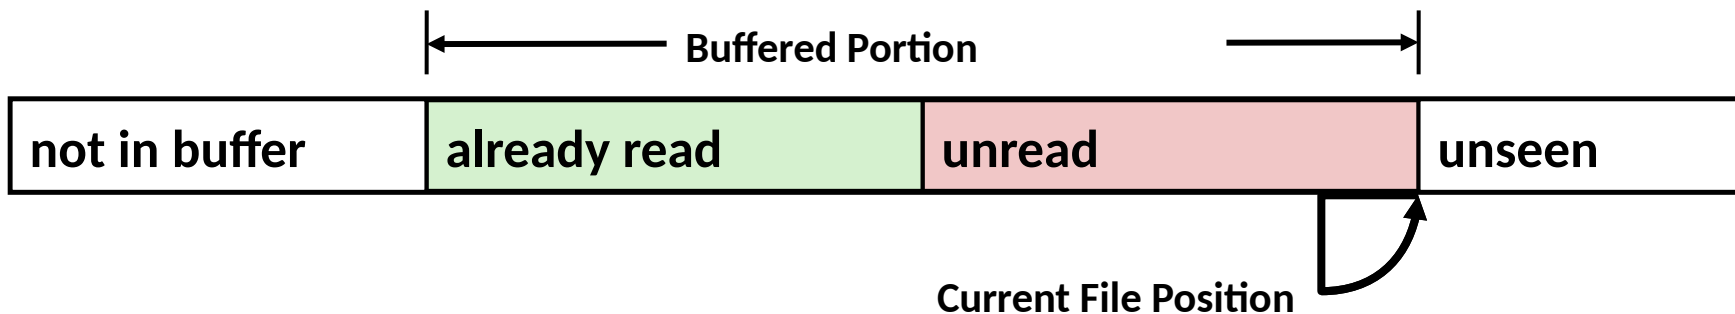 Buffered Portion
not in buffer
already read
unread
unseen
Current File Position